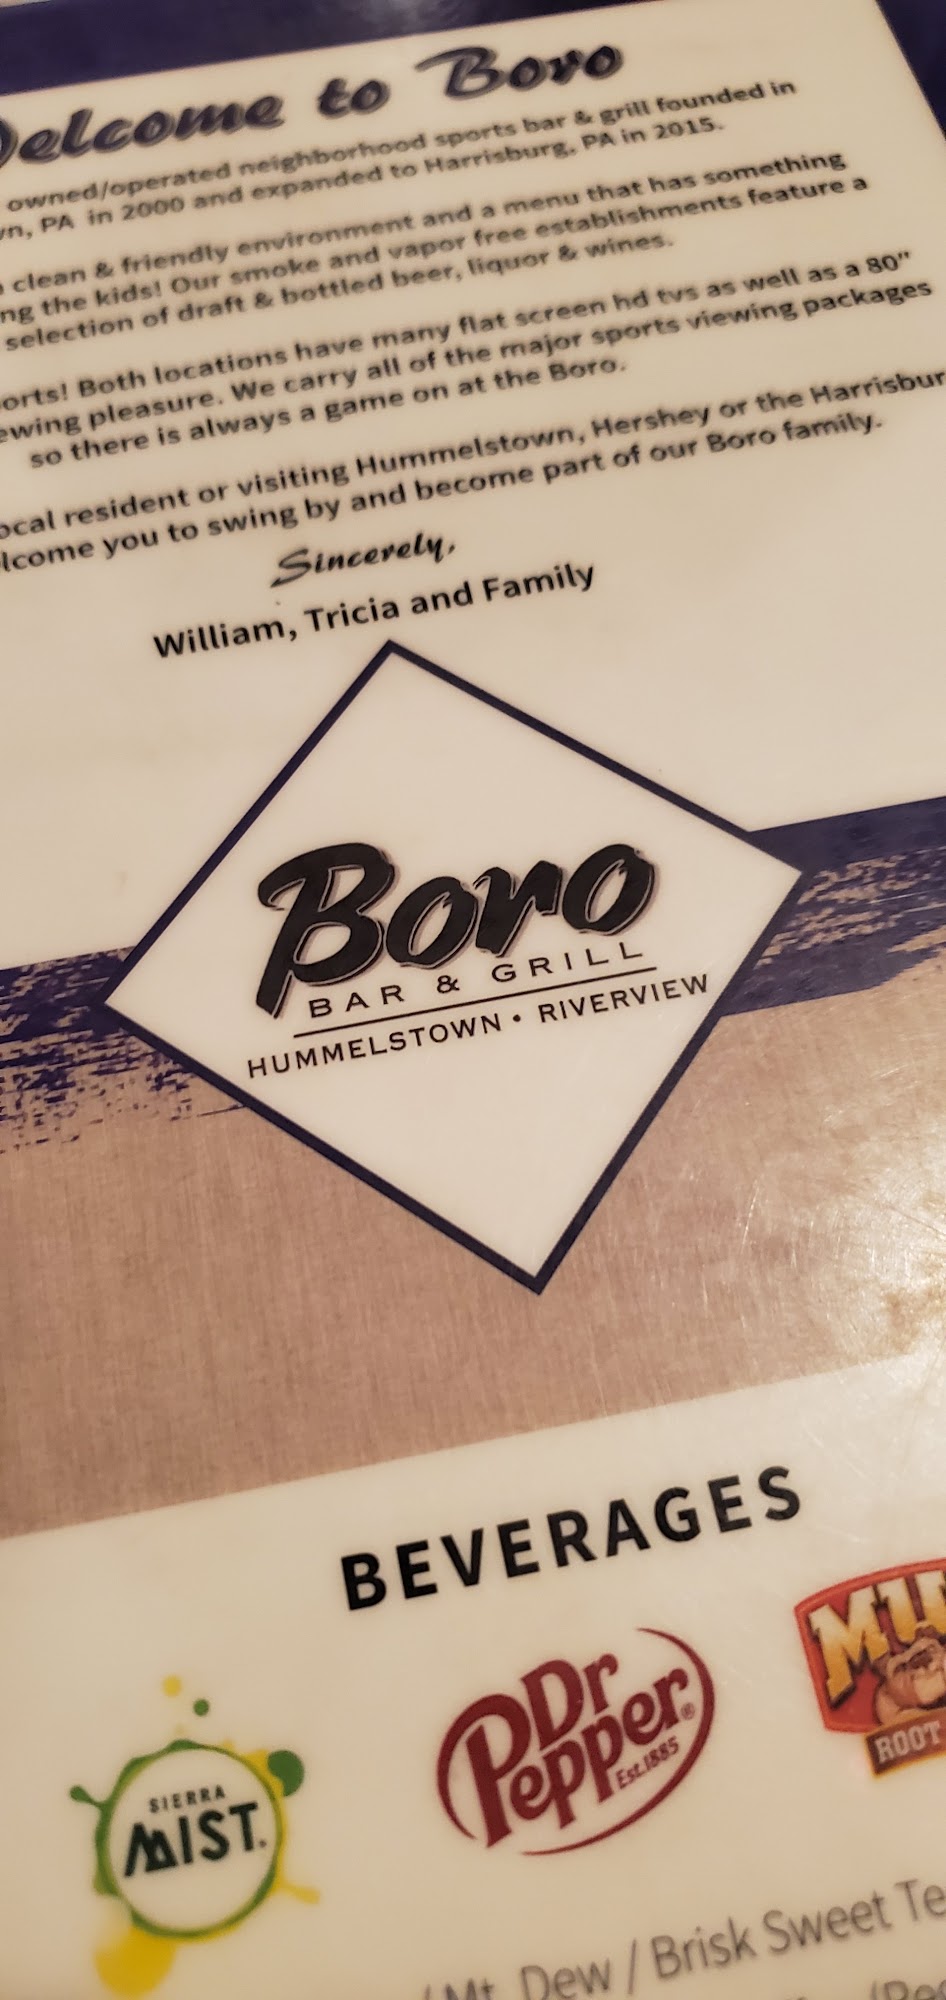 Welcome to Boro
owned/operated neighborhood sports bar & grill founded in
wn, PA in 2000 and expanded to Harrisburg, PA in 2015.
clean & friendly environment and a menu that has something
ng the kids! Our smoke and vapor free establishments feature a
selection of draft & bottled beer, liquor & wines.
orts! Both locations have many flat screen hd tvs as well as a 80"
ewing pleasure. We carry all of the major sports viewing packages
so there is always a game on at the Boro.
ocal resident or visiting Hummelstown, Hershey or the Harrisbur
lcome you to swing by and become part of our Boro family.
Sincerely,
William, Tricia and Family
Boro
BAR & GRILL
HUMMELSTOWN • RIVERVIEW
BEVERAGES
SIERRA
MIST.
Dr
Pepper®
Est.1885
MU
ROOT
/ Mt. Dew / Brisk Sweet Te